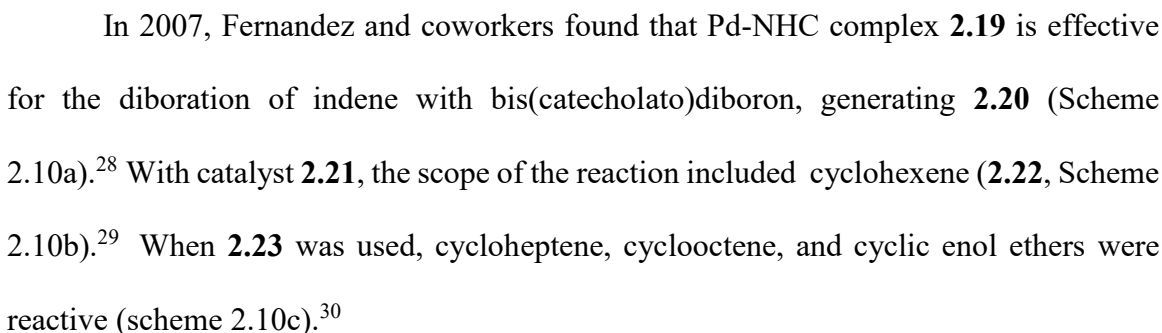 In 2007, Fernandez and coworkers found that Pd-NHC complex 2.19 is effective
for the diboration of indene with bis(catecholato)diboron, generating 2.20 (Scheme
2.10a).28 With catalyst 2.21, the scope of the reaction included cyclohexene (2.22, Scheme
2.10b).29 When 2.23 was used, cycloheptene, cyclooctene, and cyclic enol ethers were
reactive (scheme 2.10c).30